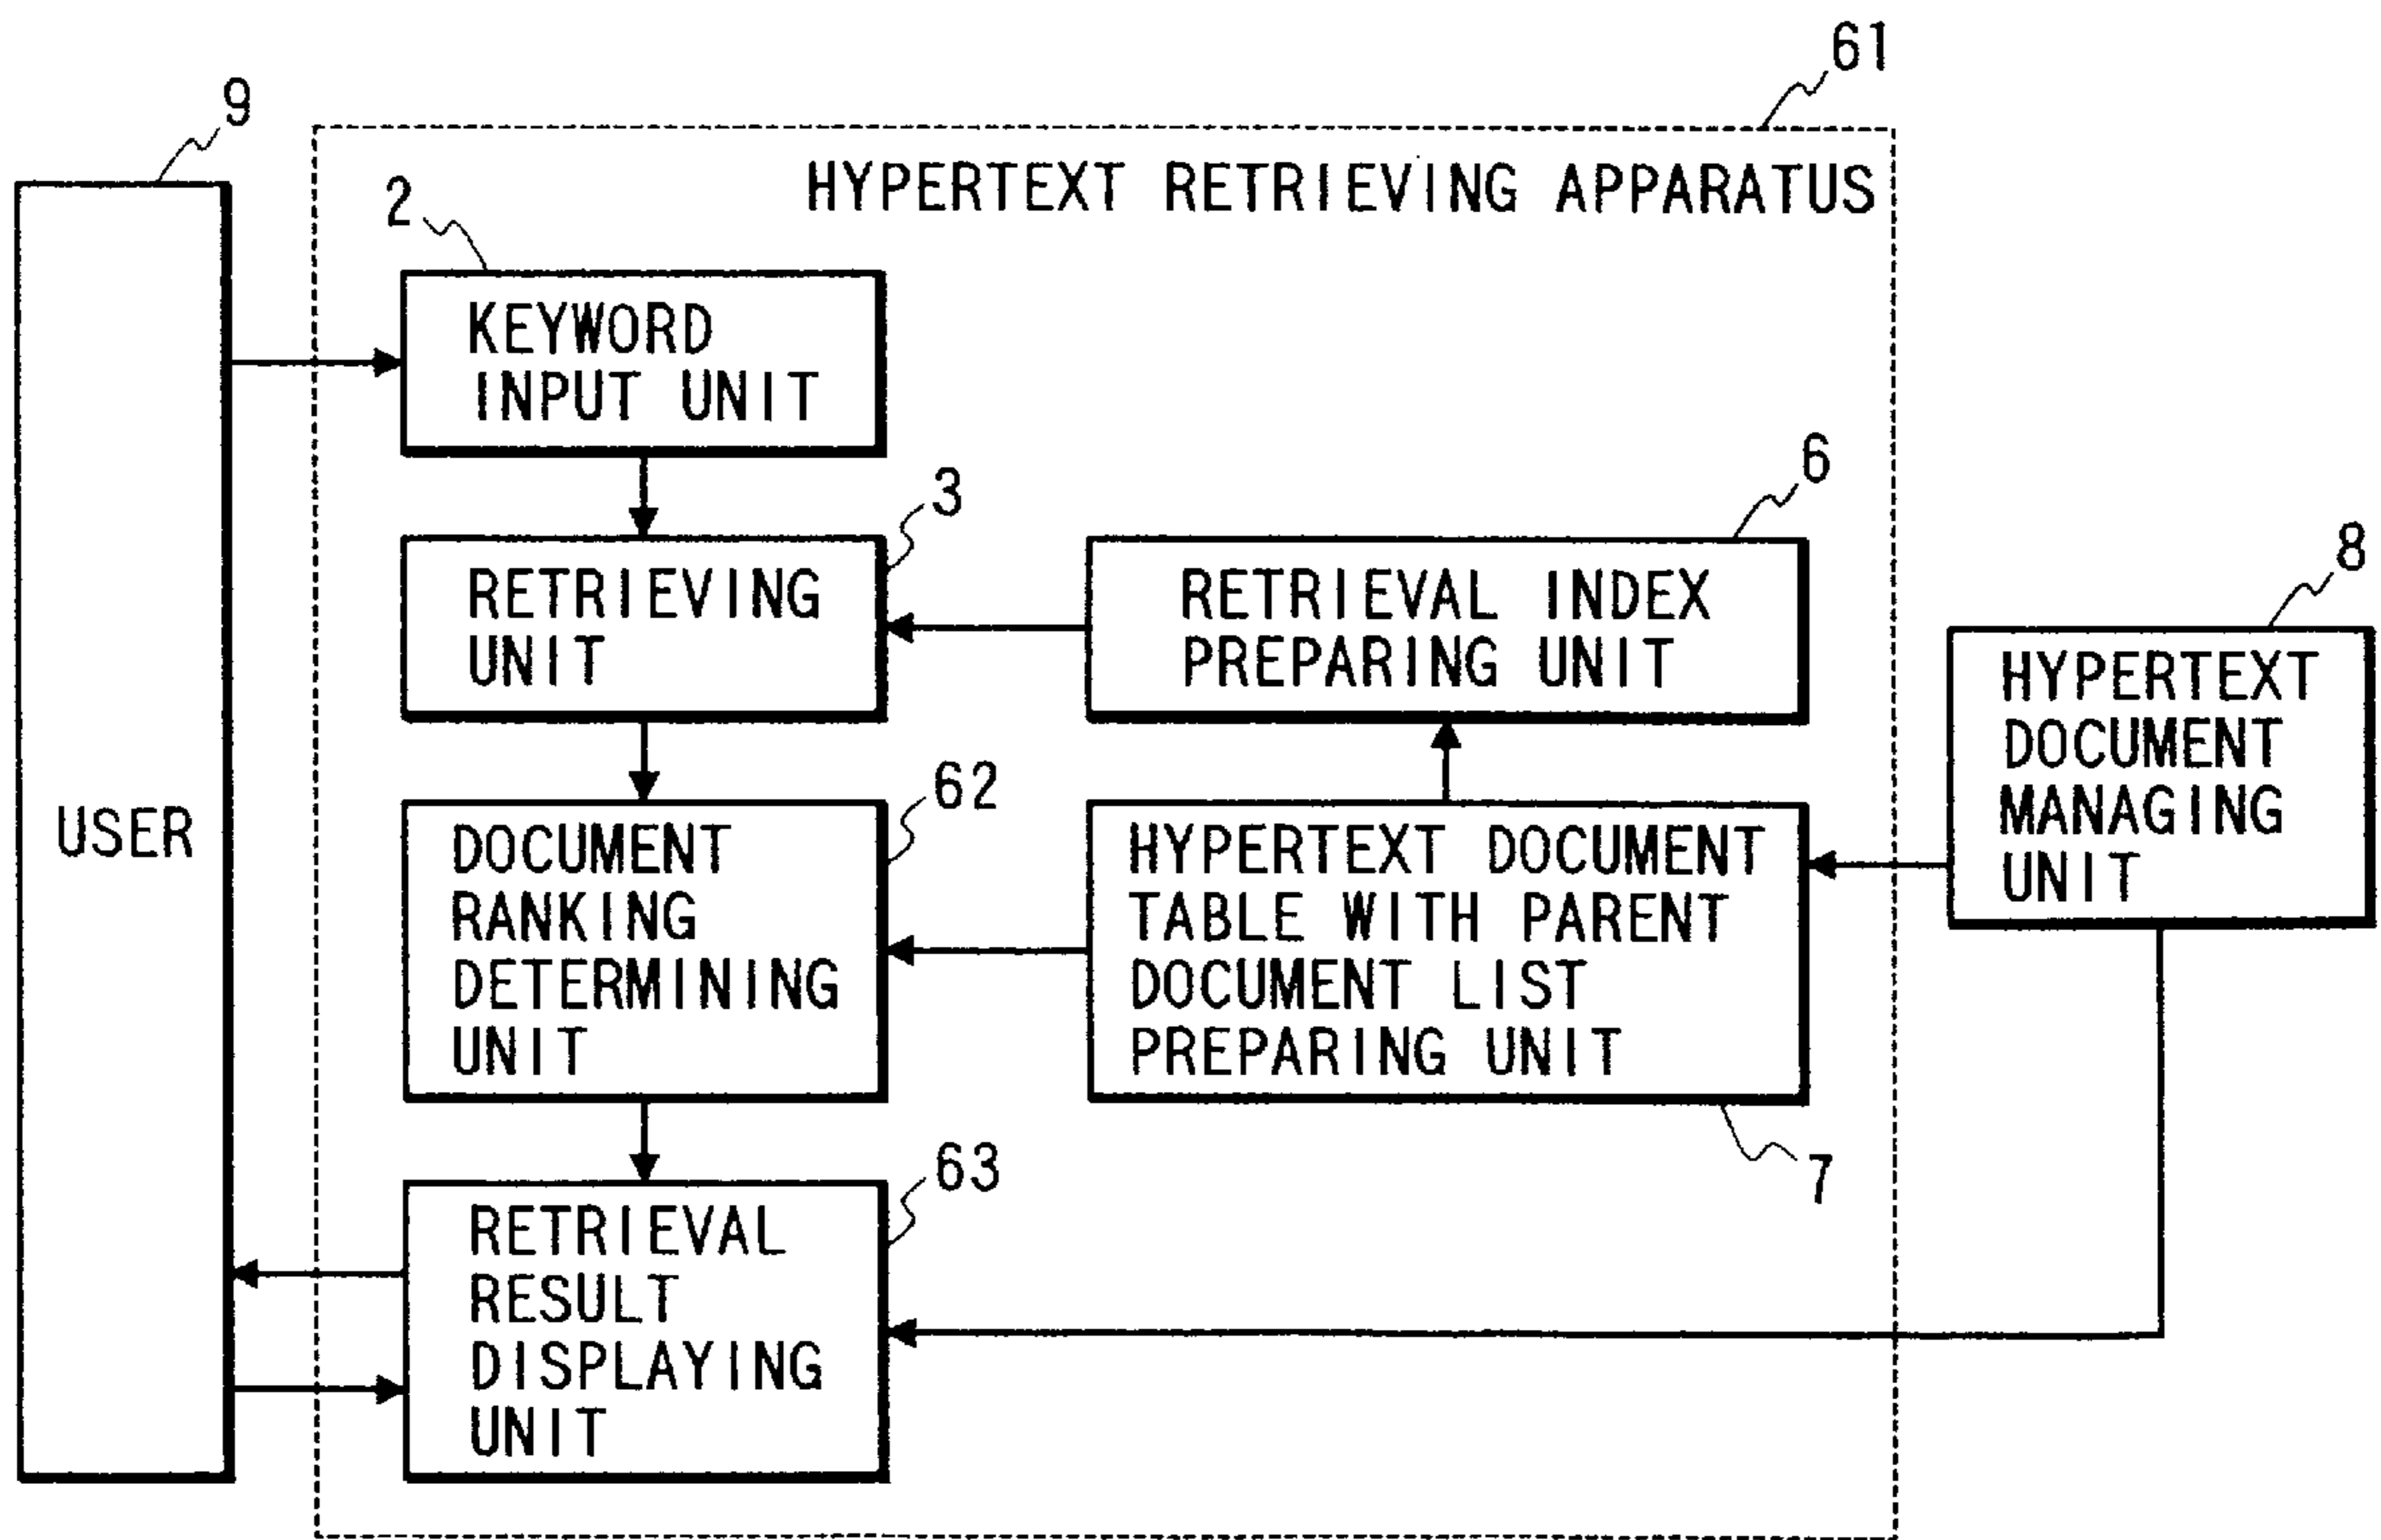 61
9
HYPERTEXT RETRIEVING APPARATUS
2
KEYWORD
INPUT UNIT
3
6
RETRIEVING
UNIT
RETRIEVAL INDEX
PREPARING UNIT
8
HYPERTEXT
DOCUMENT
MANAGING
UNIT
USER
62
DOCUMENT
RANKING
DETERMINING
UNIT
HYPERTEXT DOCUMENT
TABLE WITH PARENT
DOCUMENT LIST
PREPARING UNIT
7
63
RETRIEVAL
RESULT
DISPLAYING
UNIT